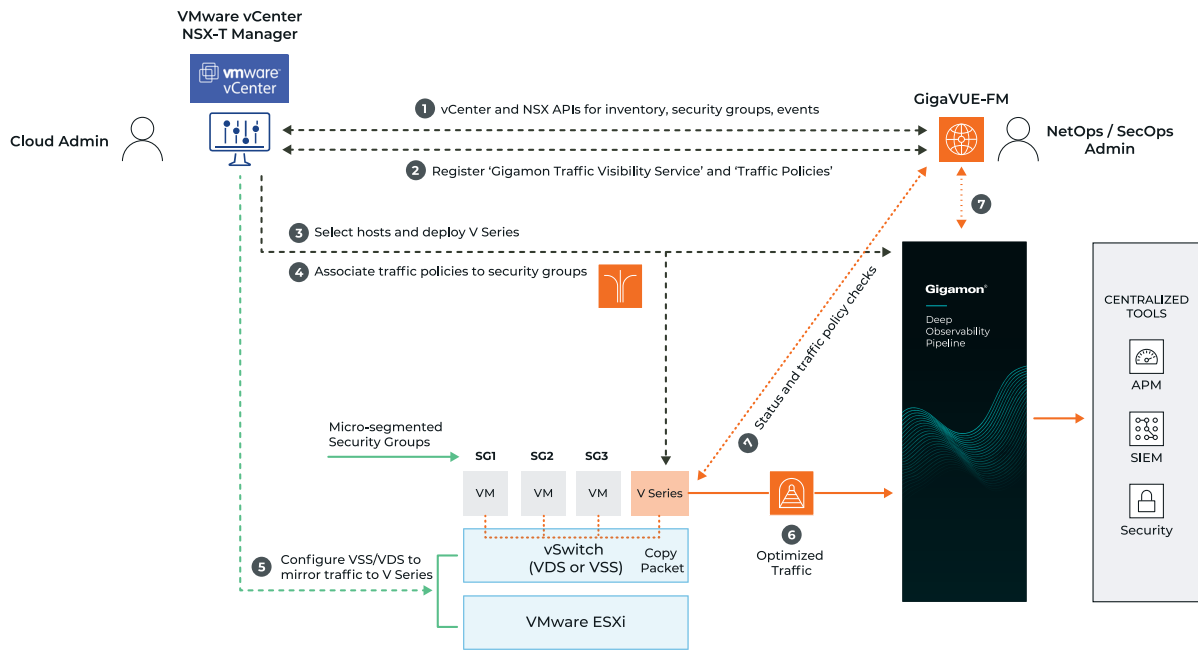 VMware vCenter
NSX-T Manager
vmware®
vCenter
Cloud Admin
1 vCenter and NSX APIs for inventory, security groups, events
2 Register ‘Gigamon Traffic Visibility Service’ and ‘Traffic Policies’
GigaVUE-FM
NetOps / SecOps
Admin
7
3 Select hosts and deploy V Series
4 Associate traffic policies to security groups
7 Status and traffic policy checks
Gigamon®
Deep
Observability
Pipeline
CENTRALIZED
TOOLS
APM
SIEM
Security
Micro-segmented
Security Groups
SG1
SG2
SG3
VM
VM
VM
V Series
6
Optimized
Traffic
5 Configure VSS/VDS to
mirror traffic to V Series
vSwitch
(VDS or VSS)
Copy
Packet
VMware ESXi